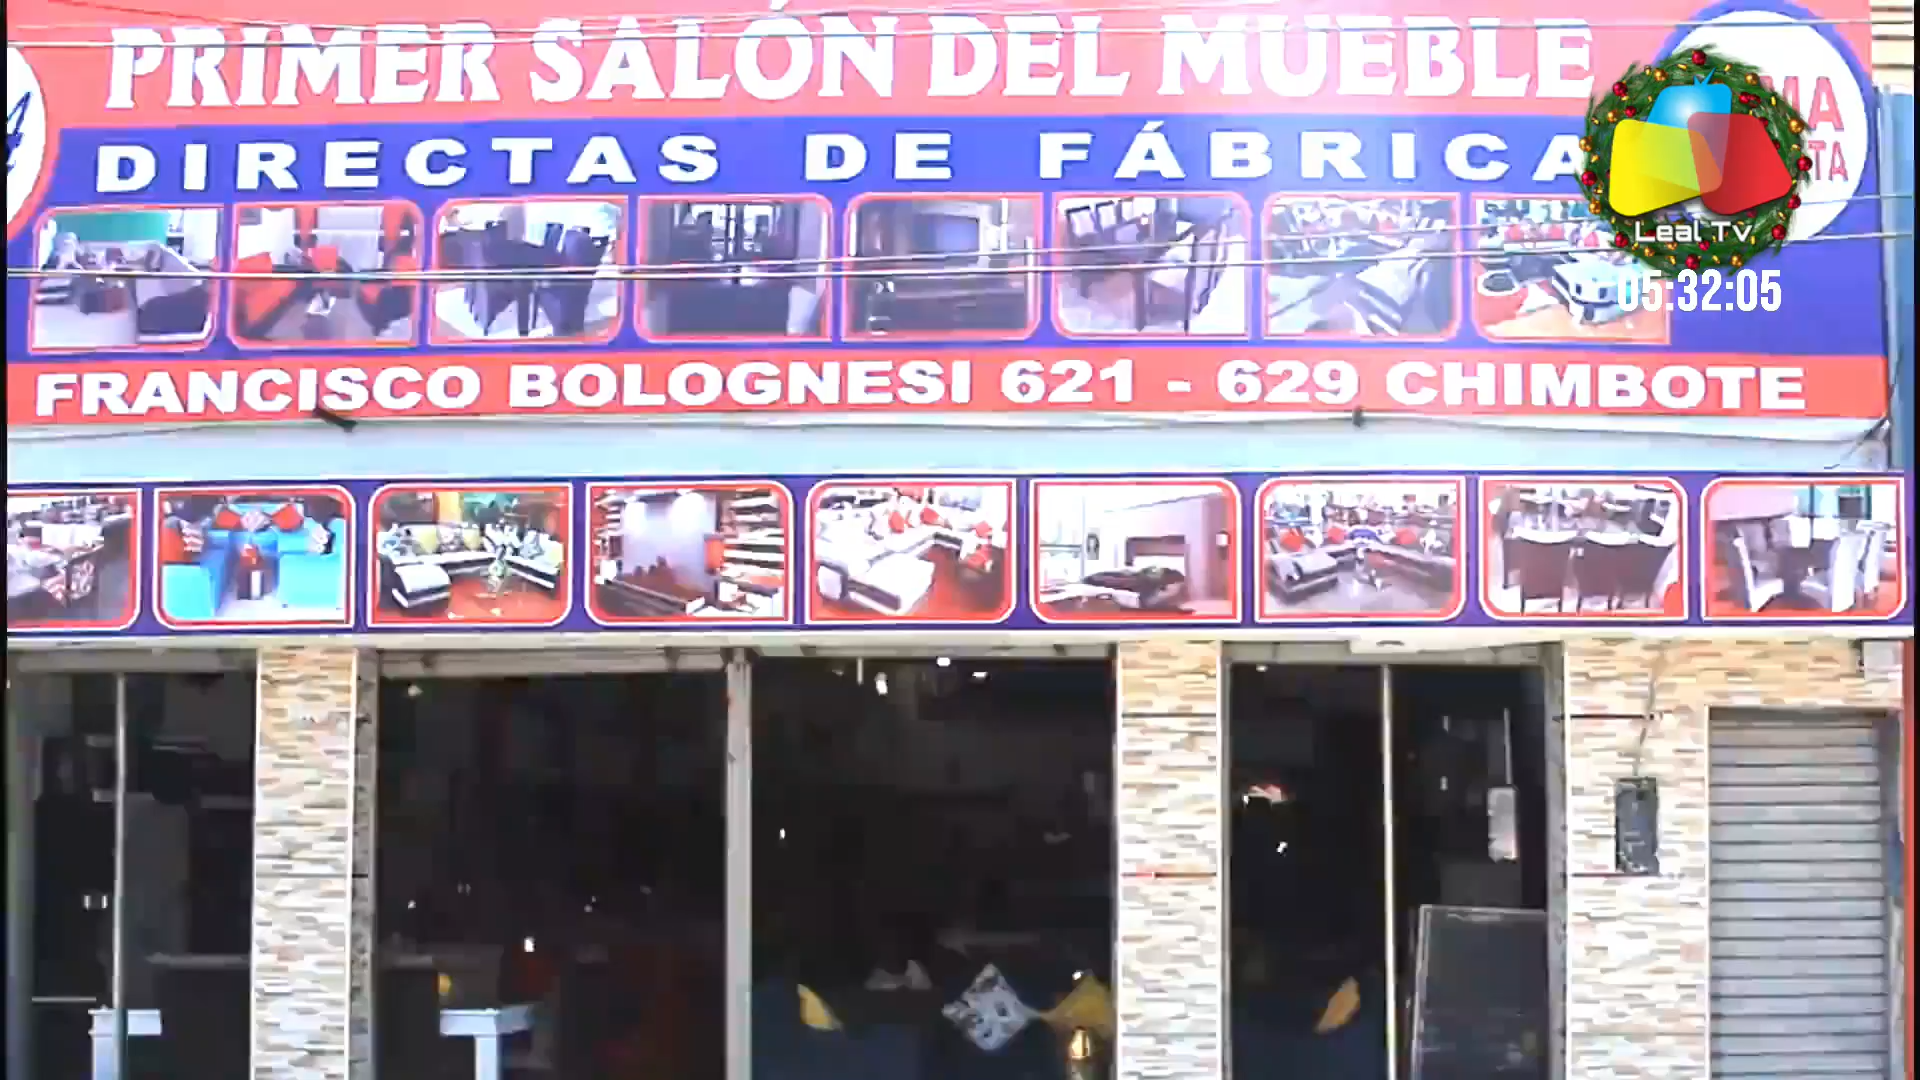 PRIMER SALÓN DEL MUEBLE
DIRECTAS DE FÁBRICA
Leal Tv
05:32:05
FRANCISCO BOLOGNESI 621 - 629 CHIMBOTE